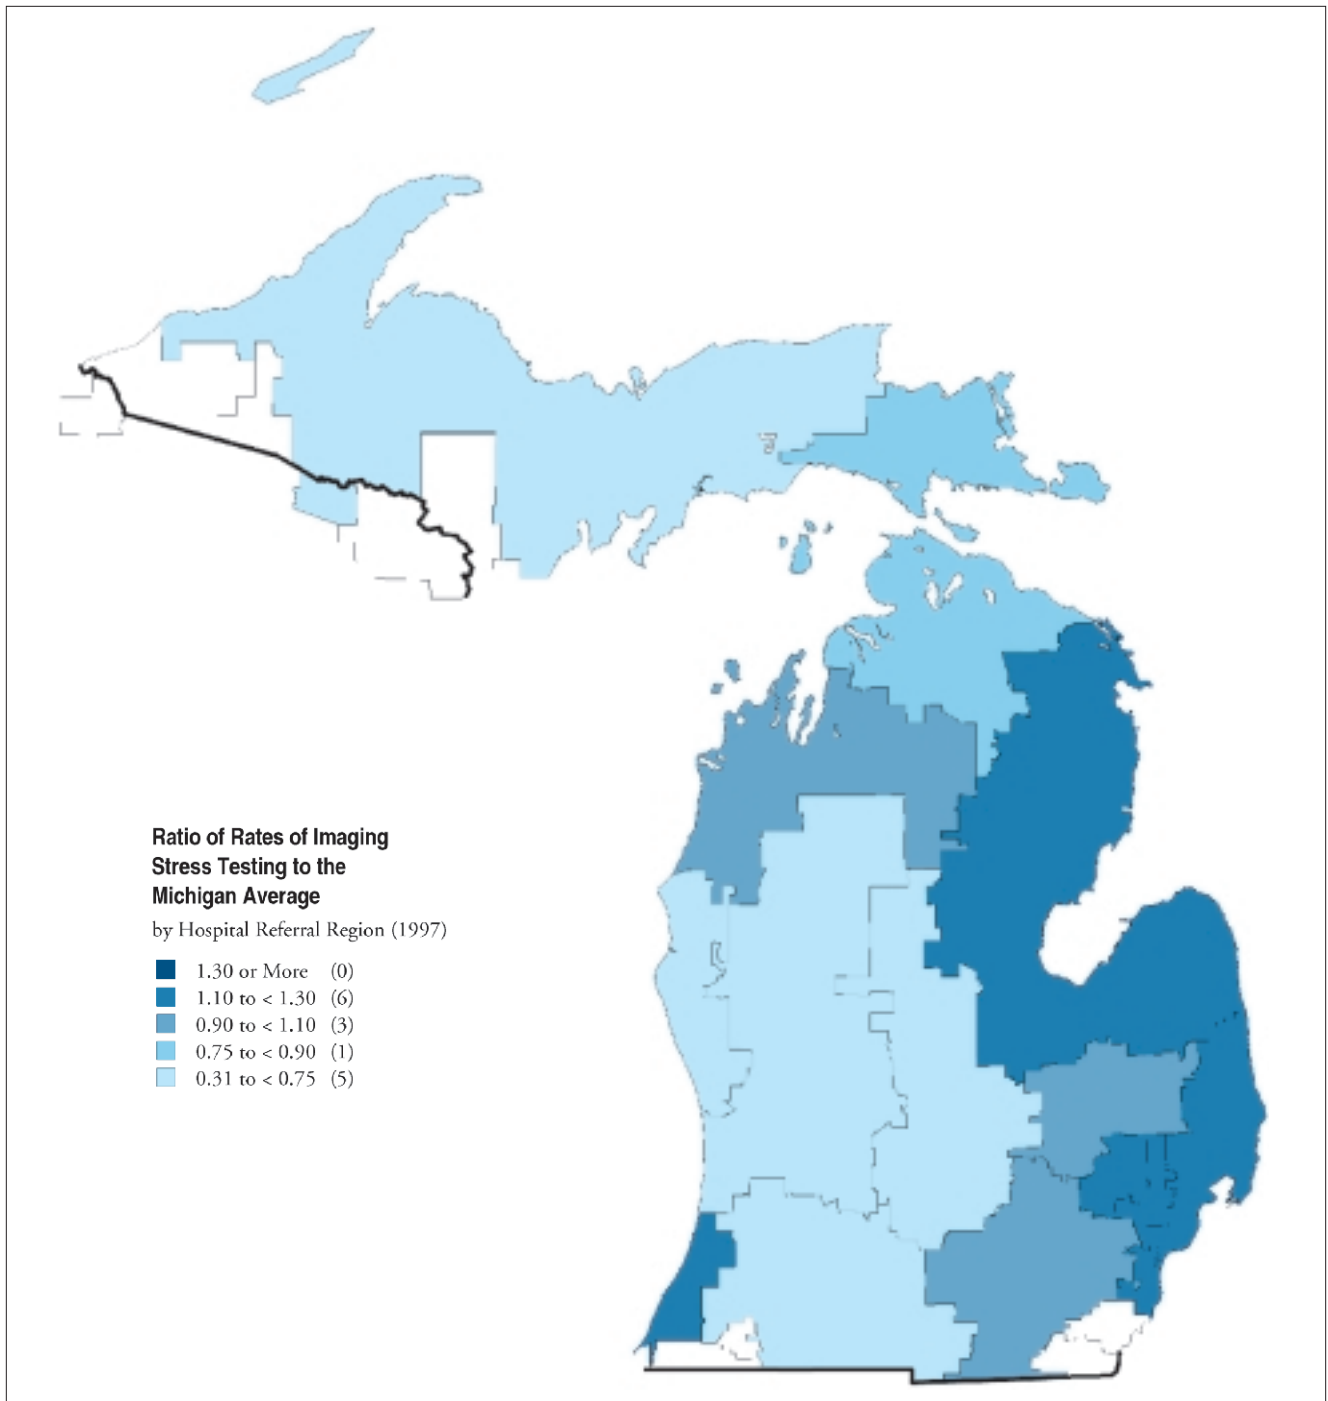 Ratio of Rates of Imaging
Stress Testing to the
Michigan Average
by Hospital Referral Region (1997)
1.30 or More (0)
1.10 to < 1.30 (6)
0.90 to < 1.10 (3)
0.75 to < 0.90 (1)
0.31 to < 0.75 (5)